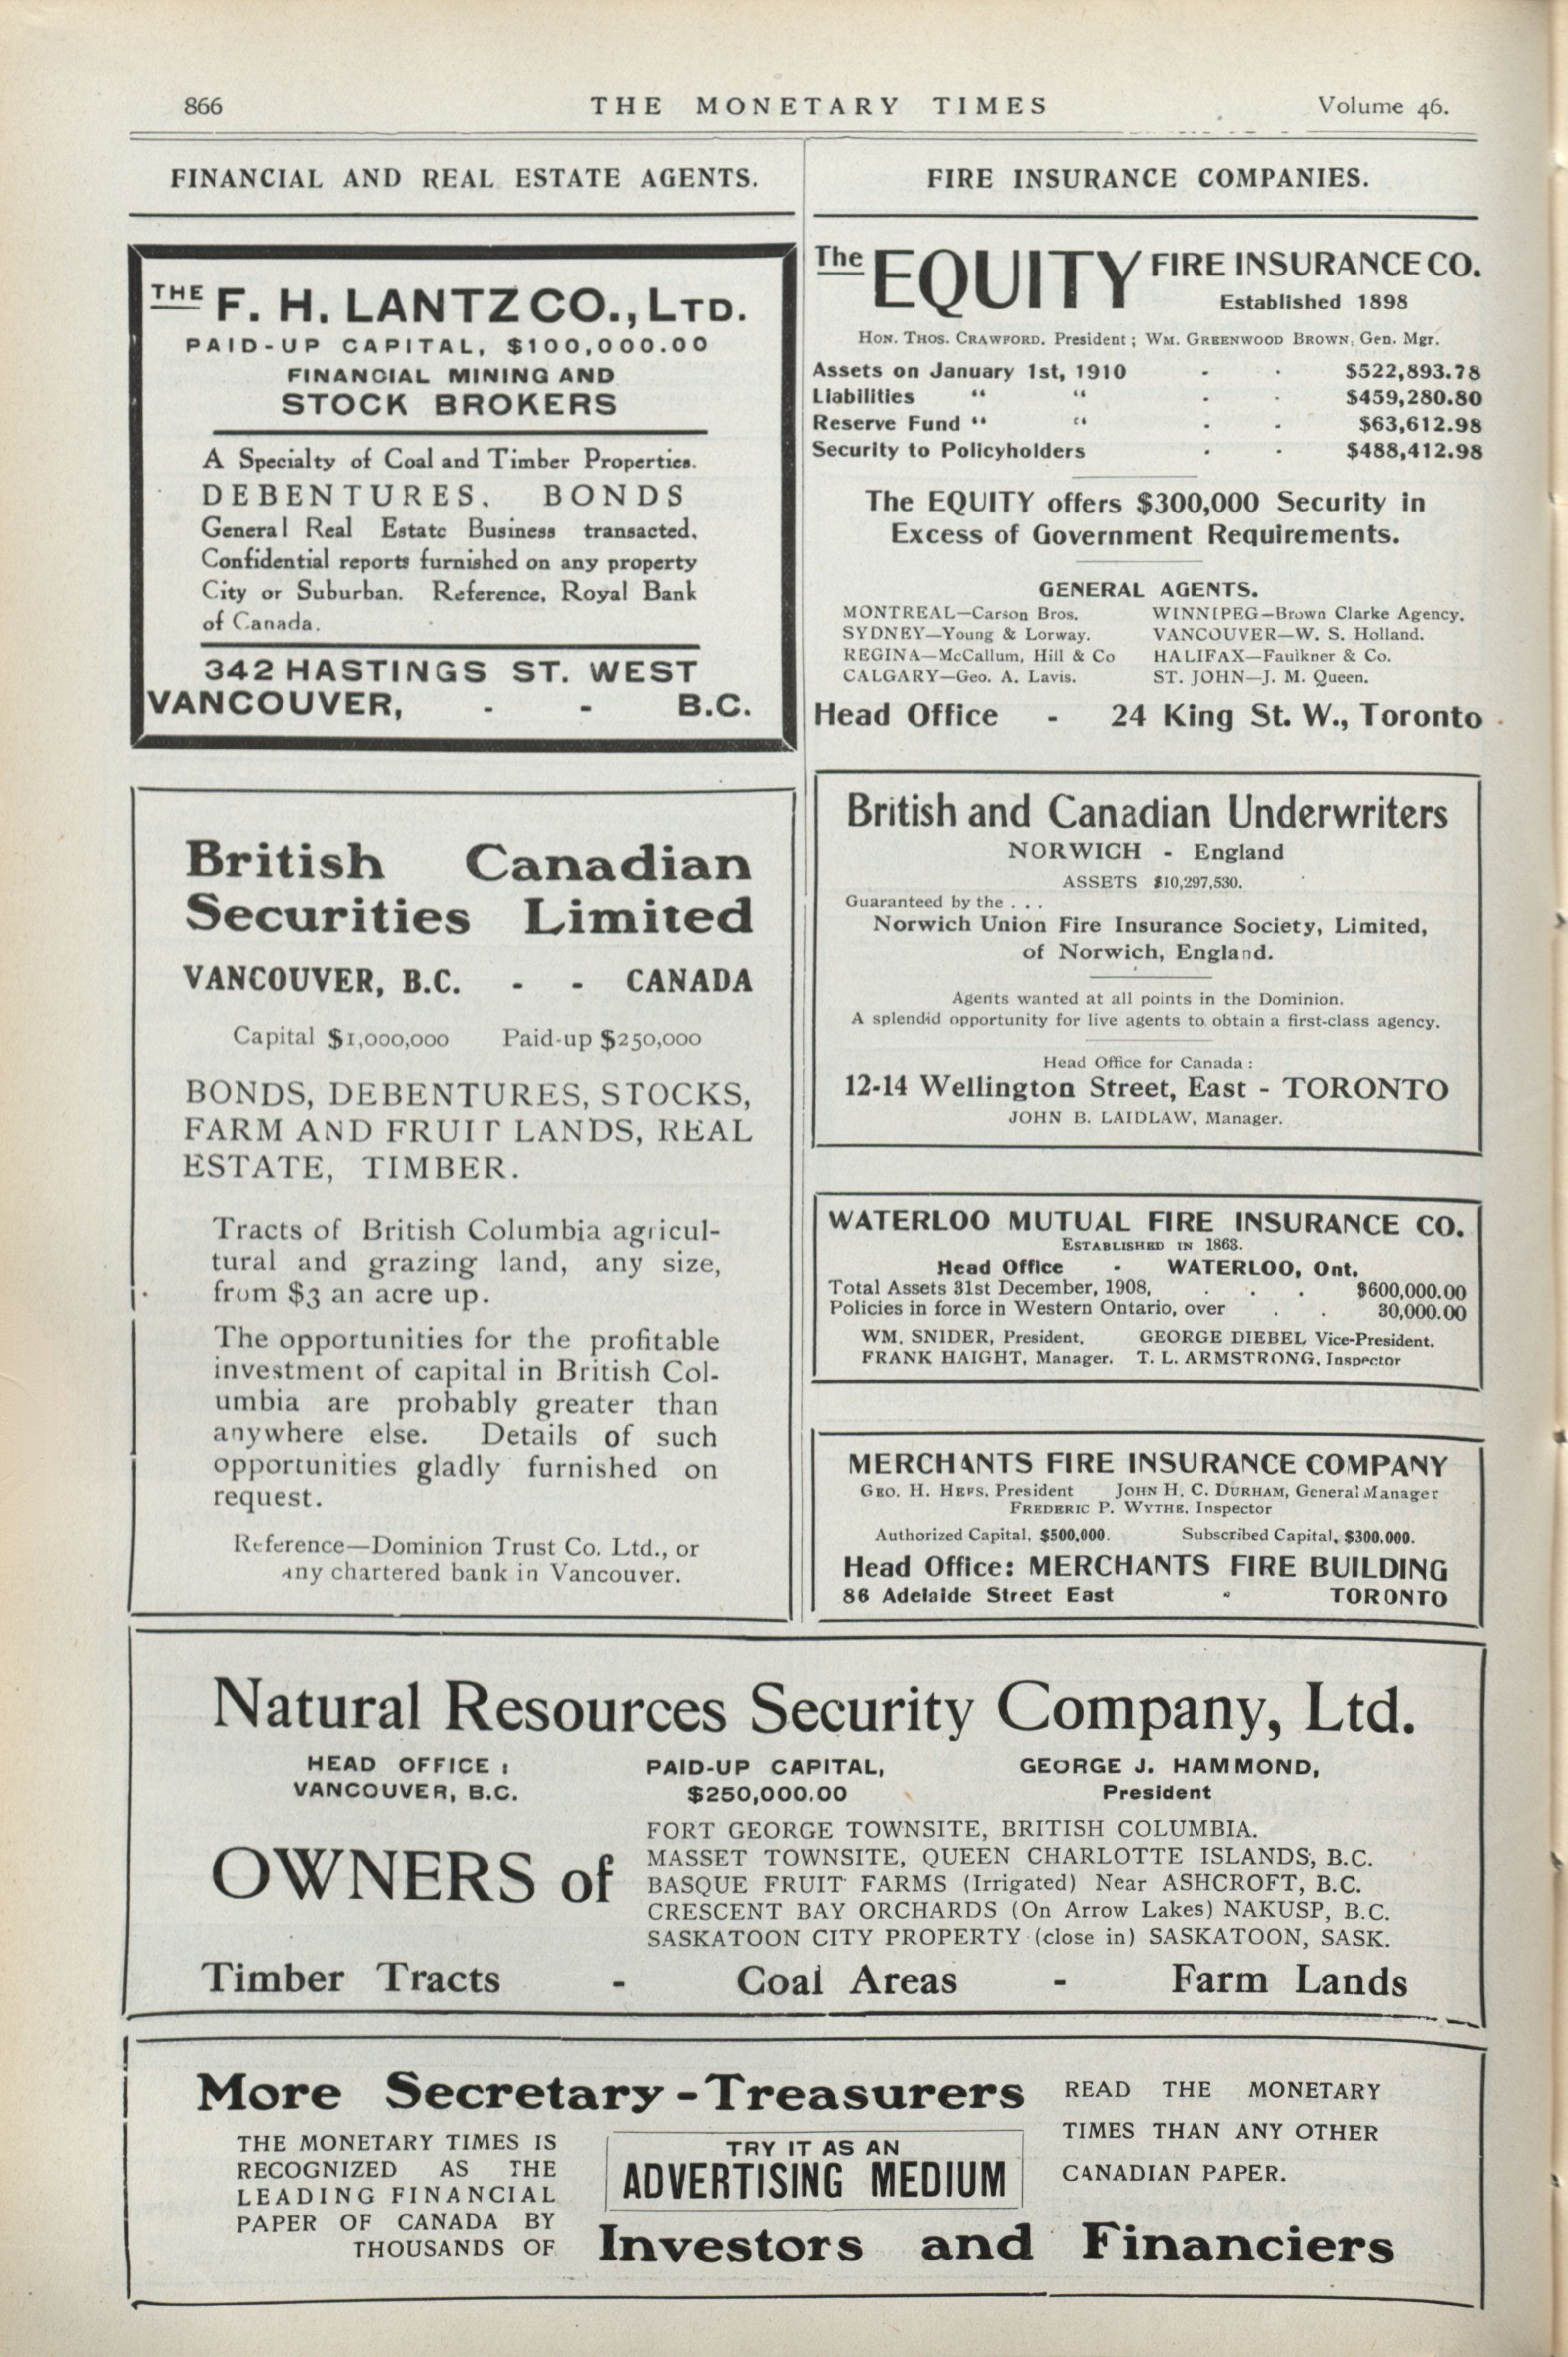 866
THE MONETARY TIMES
Volume 46.
FINANCIAL AND REAL ESTATE AGENTS.
THE F. H. LANTZ CO., LTD.
PAID-UP CAPITAL, $100,000.00
FINANCIAL MINING AND
STOCK BROKERS
A Specialty of Coal and Timber Properties.
DEBENTURES. BONDS
General Real Estate Business transacted.
Confidential reports furnished on any property
City or Suburban. Reference, Royal Bank
of Canada.
342 HASTINGS ST. WEST
VANCOUVER, - - B.C.
British Canadian
Securities Limited
VANCOUVER, B.C. - - CANADA
Capital $1,000,000 Paid-up $250,000
BONDS, DEBENTURES, STOCKS,
FARM AND FRUIT LANDS, REAL
ESTATE, TIMBER.
Tracts of British Columbia agricul-
tural and grazing land, any size,
from $3 an acre up.
The opportunities for the profitable
investment of capital in British Col-
umbia are probably greater than
anywhere else. Details of such
opportunities gladly furnished on
request.
Reference—Dominion Trust Co. Ltd., or
any chartered bank in Vancouver.
FIRE INSURANCE COMPANIES.
The EQUITY FIRE INSURANCE CO.
Established 1898
HON. THOS. CRAWFORD. President; WM. GREENWOOD BROWN, Gen. Mgr.
Assets on January 1st, 1910 - - $522,893.78
Liabilities “ “ - - $459,280.80
Reserve Fund “ “ - - $63,612.98
Security to Policyholders - - $488,412.98
The EQUITY offers $300,000 Security in
Excess of Government Requirements.
GENERAL AGENTS.
MONTREAL—Carson Bros. WINNIPEG—Brown Clarke Agency.
SYDNEY—Young & Lorway. VANCOUVER—W. S. Holland.
REGINA—McCallum, Hill & Co HALIFAX—Faulkner & Co.
CALGARY—Geo. A. Lavis. ST. JOHN—J. M. Queen.
Head Office - 24 King St. W., Toronto
British and Canadian Underwriters
NORWICH - England
ASSETS $10,297,530.
Guaranteed by the . . .
Norwich Union Fire Insurance Society, Limited,
of Norwich, England.
Agents wanted at all points in the Dominion.
A splendid opportunity for live agents to obtain a first-class agency.
Head Office for Canada:
12-14 Wellington Street, East - TORONTO
JOHN B. LAIDLAW, Manager.
WATERLOO MUTUAL FIRE INSURANCE CO.
ESTABLISHED IN 1863.
Head Office - WATERLOO, Ont.
Total Assets 31st December, 1908, . . . $600,000.00
Policies in force in Western Ontario, over . . 30,000.00
WM. SNIDER, President. GEORGE DIEBEL Vice-President.
FRANK HAIGHT, Manager. T. L. ARMSTRONG, Inspector
MERCHANTS FIRE INSURANCE COMPANY
GEO. H. HEES, President JOHN H. C. DURHAM, General Manager
FREDERIC P. WYTHE, Inspector
Authorized Capital, $500,000. Subscribed Capital, $300,000.
Head Office: MERCHANTS FIRE BUILDING
86 Adelaide Street East - TORONTO
Natural Resources Security Company, Ltd.
HEAD OFFICE: PAID-UP CAPITAL, GEORGE J. HAMMOND,
VANCOUVER, B.C. $250,000.00 President
OWNERS of
FORT GEORGE TOWNSITE, BRITISH COLUMBIA.
MASSET TOWNSITE, QUEEN CHARLOTTE ISLANDS, B.C.
BASQUE FRUIT FARMS (Irrigated) Near ASHCROFT, B.C.
CRESCENT BAY ORCHARDS (On Arrow Lakes) NAKUSP, B.C.
SASKATOON CITY PROPERTY (close in) SASKATOON, SASK.
Timber Tracts - Coal Areas - Farm Lands
More Secretary-Treasurers
READ THE MONETARY
TIMES THAN ANY OTHER
CANADIAN PAPER.
TRY IT AS AN
ADVERTISING MEDIUM
THE MONETARY TIMES IS
RECOGNIZED AS THE
LEADING FINANCIAL
PAPER OF CANADA BY
THOUSANDS OF
Investors and Financiers